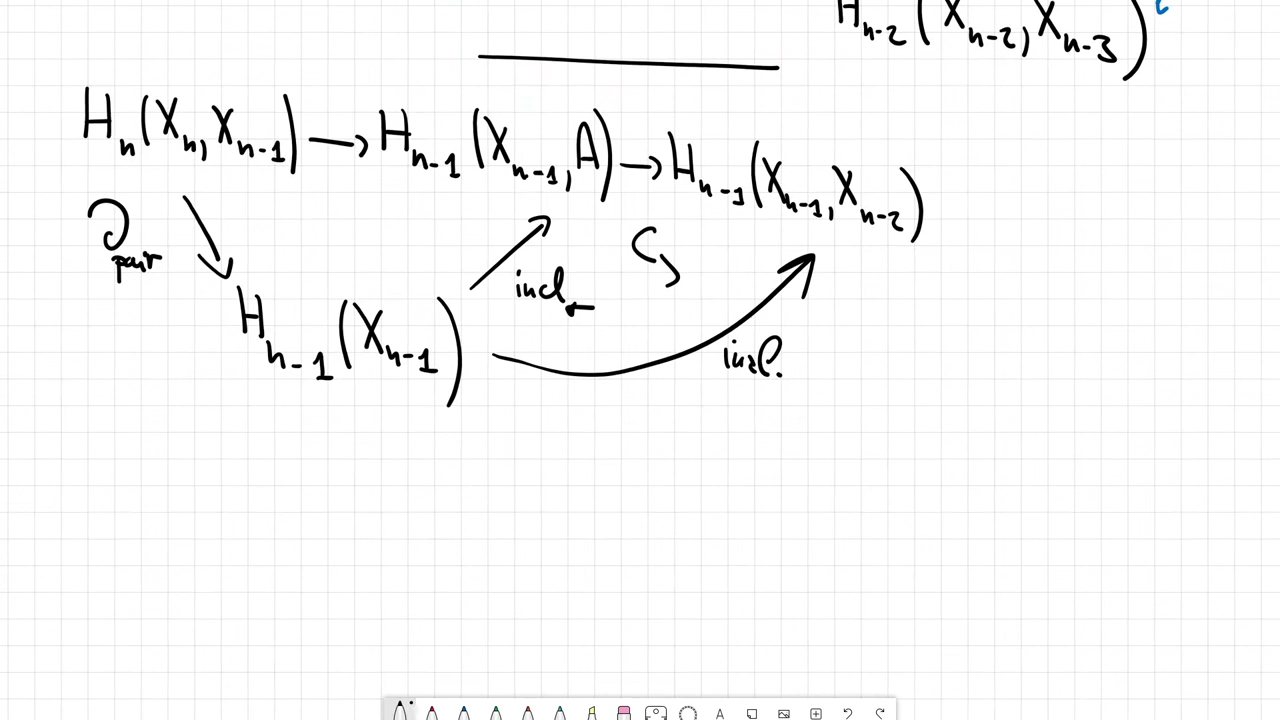 H_{n-2}(X_{n-2}, X_{n-3})
H_n(X_n, X_{n-1}) → H_{n-1}(X_{n-1}, A) → H_{n-1}(X_{n-1}, X_{n-2})
∂_{pair}
incl_*
H_{n-1}(X_{n-1})
incl.